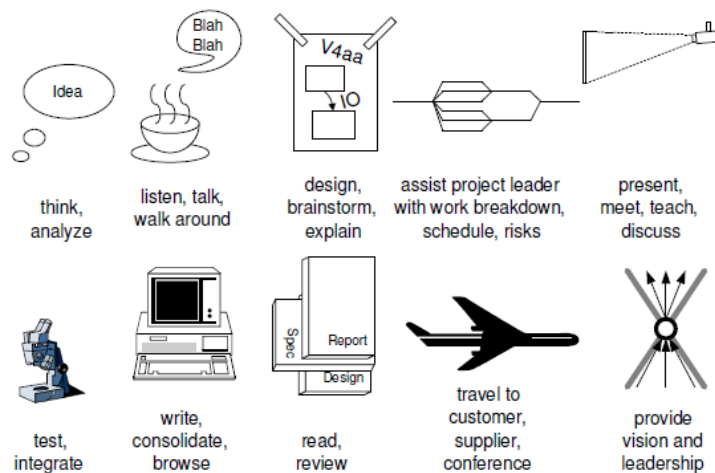 Blah
Blah
Idea
V4aa
IO
think,
analyze
listen, talk,
walk around
design,
brainstorm,
explain
assist project leader
with work breakdown,
schedule, risks
present,
meet, teach,
discuss
Spec
Report
Design
test,
integrate
write,
consolidate,
browse
read,
review
travel to
customer,
supplier,
conference
provide
vision and
leadership